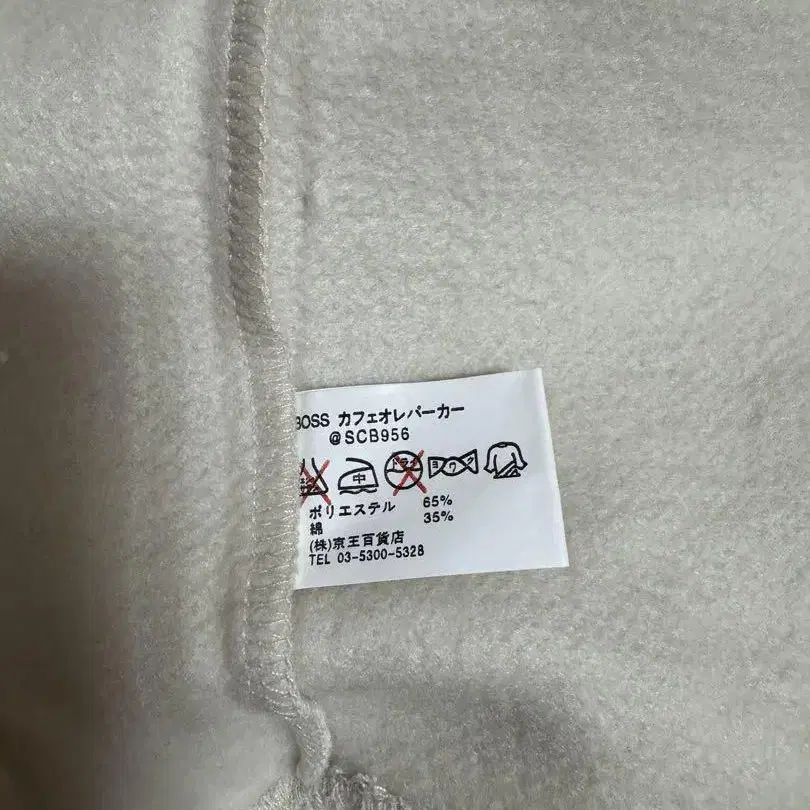 BOSS カフェオレパーカー
@SCB956
中 ドライ ヨワク
ポリエステル 65%
綿 35%
(株)京王百貨店
TEL 03-5300-5328